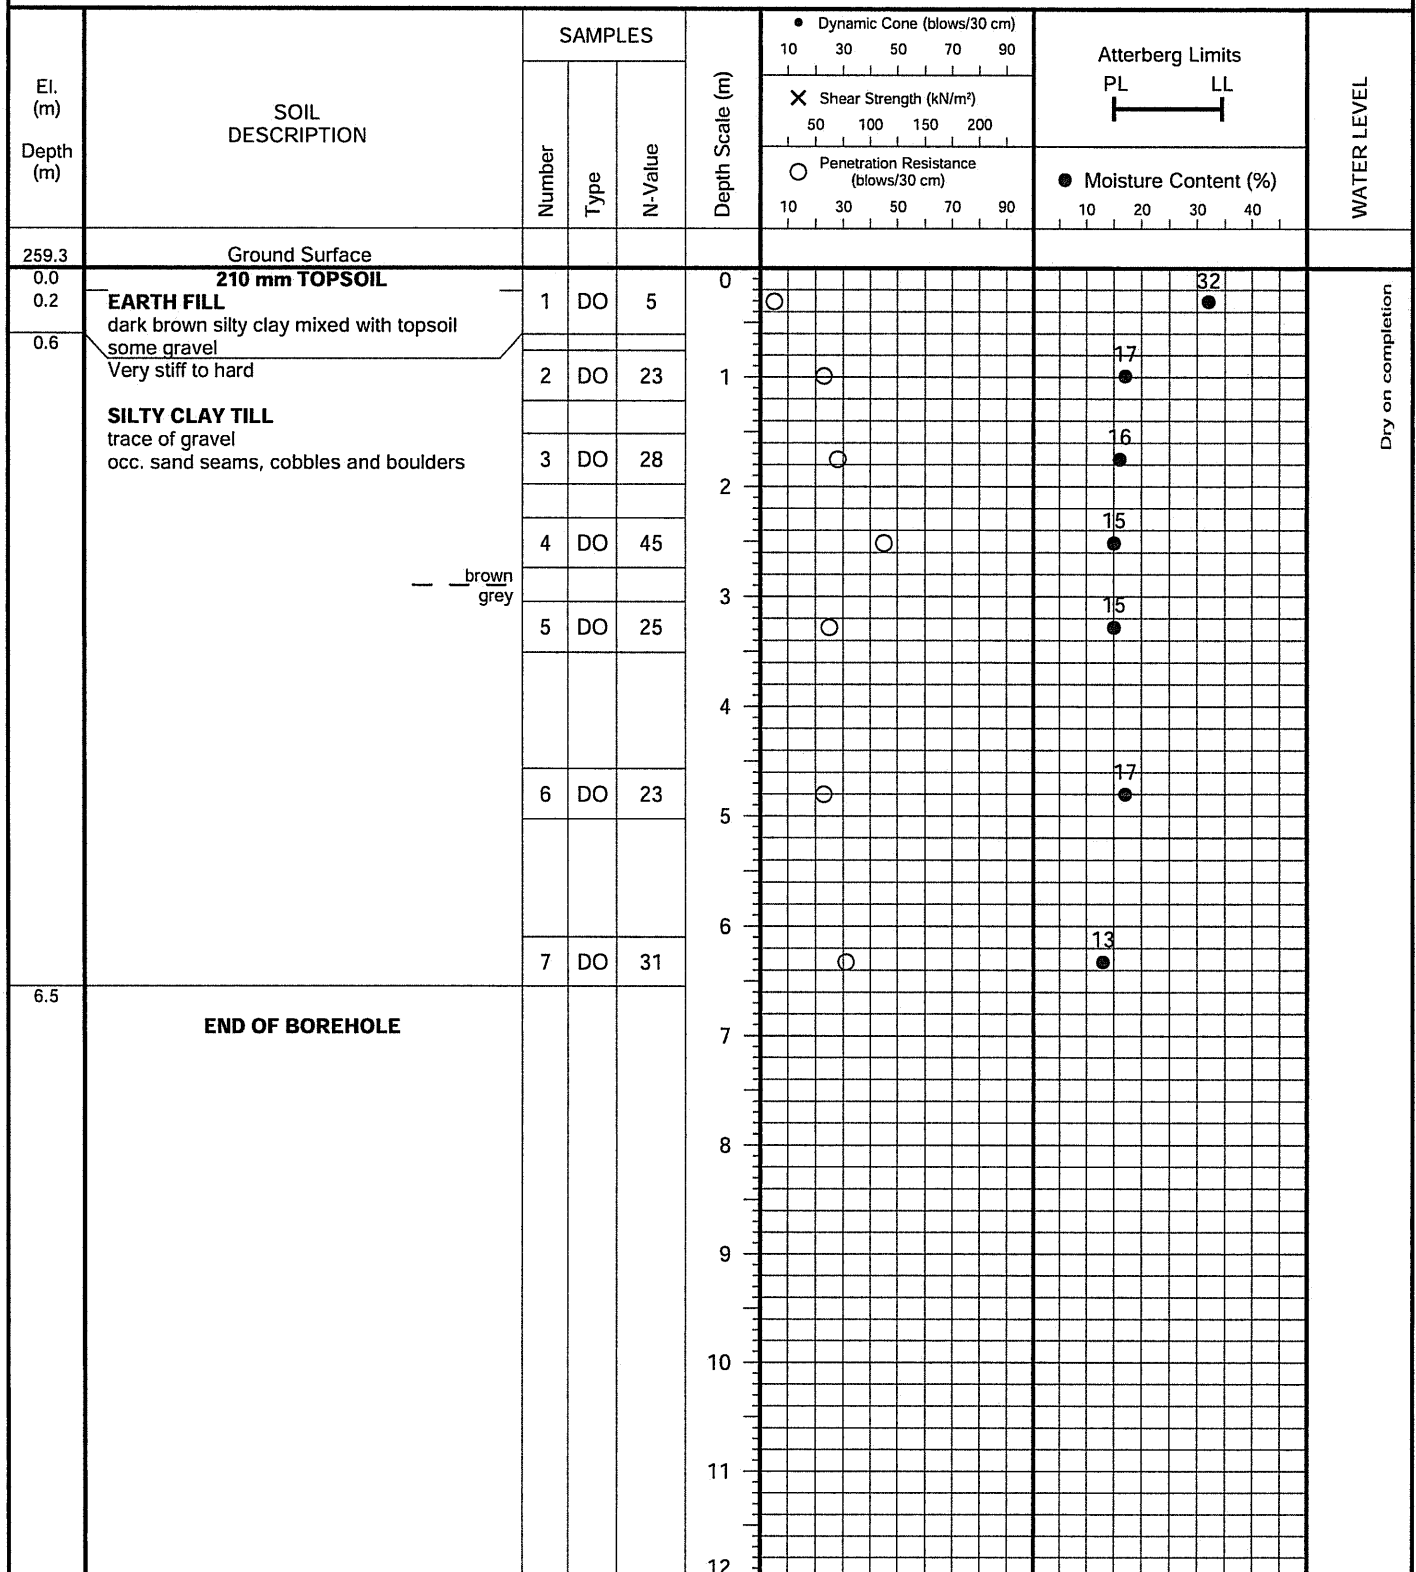 El.
(m)
Depth
(m)
SOIL
DESCRIPTION
SAMPLES
Number
Type
N-Value
Depth Scale (m)
• Dynamic Cone (blows/30 cm)
10 30 50 70 90
X Shear Strength (kN/m²)
50 100 150 200
Penetration Resistance
(blows/30 cm)
10 30 50 70 90
Atterberg Limits
PL LL
● Moisture Content (%)
10 20 30 40
WATER LEVEL
259.3 Ground Surface
0.0 210 mm TOPSOIL 0 32
0.2 EARTH FILL 1 DO 5
dark brown silty clay mixed with topsoil
0.6 some gravel 17
Very stiff to hard 2 DO 23 1
SILTY CLAY TILL
trace of gravel 16
occ. sand seams, cobbles and boulders 3 DO 28
2
15
4 DO 45
brown
grey 3 15
5 DO 25
4
17
6 DO 23
5
6
13
7 DO 31
6.5
END OF BOREHOLE
7
8
9
10
11
12
Dry on completion